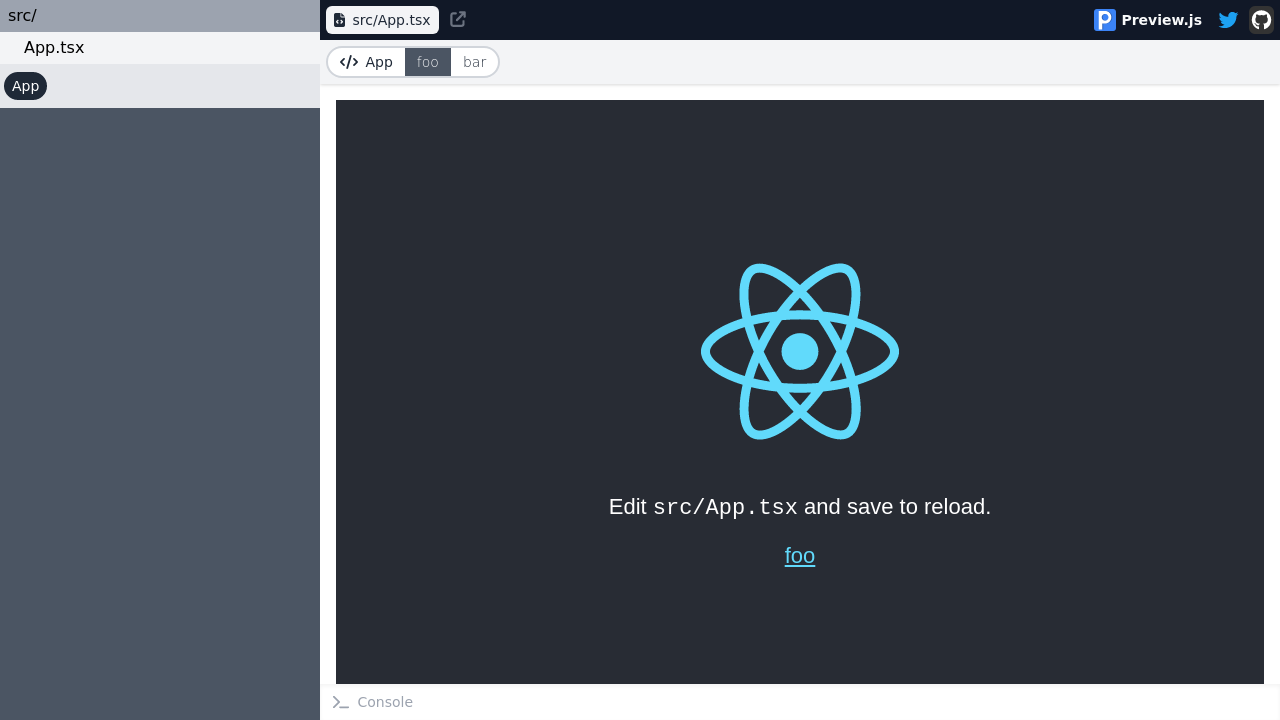 src/
App.tsx
App
src/App.tsx
Preview.js
App foo bar
Edit src/App.tsx and save to reload.
foo
Console